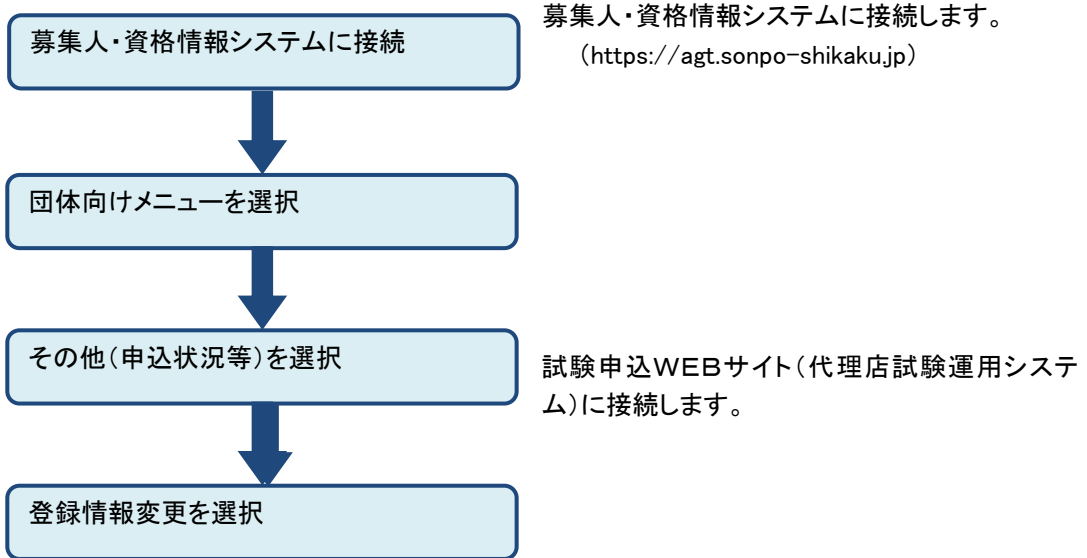 募集人・資格情報システムに接続
募集人・資格情報システムに接続します。
（https://agt.sonpo-shikaku.jp）
団体向けメニューを選択
その他（申込状況等）を選択
試験申込ＷＥＢサイト（代理店試験運用システ
ム）に接続します。
登録情報変更を選択